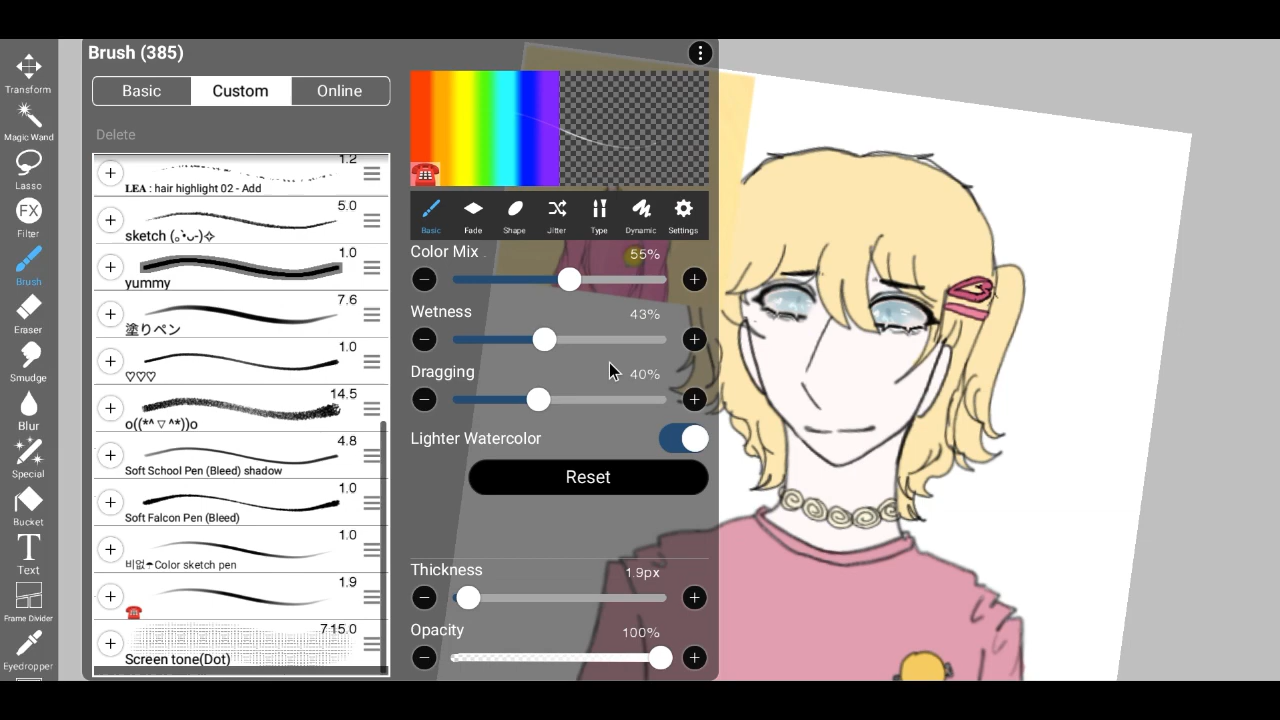 Brush (385)
Basic
Custom
Online
Delete
1.2
LEA : hair highlight 02 - Add
5.0
sketch (｡•̀ᴗ-)✧
1.0
yummy
7.6
塗りペン
1.0
♡♡♡
14.5
o((*^ ▽ ^*))o
4.8
Soft School Pen (Bleed) shadow
1.0
Soft Falcon Pen (Bleed)
1.0
비없☂Color sketch pen
1.9
☎️
7 15.0
Screen tone(Dot)
Transform
Magic Wand
Lasso
FX
Filter
Brush
Eraser
Smudge
Blur
Special
Bucket
T
Text
Frame Divider
Eyedropper
Basic
Fade
Shape
Jitter
Type
Dynamic
Settings
Color Mix
55%
Wetness
43%
Dragging
40%
Lighter Watercolor
Reset
Thickness
1.9px
Opacity
100%